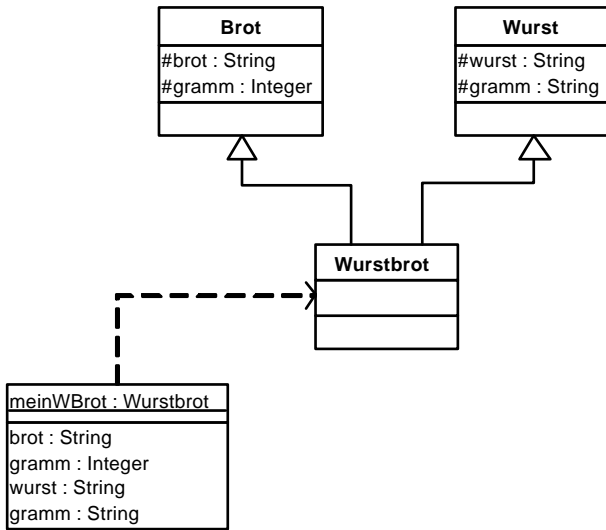 Brot
#brot : String
#gramm : Integer
Wurst
#wurst : String
#gramm : String
Wurstbrot
meinWBrot : Wurstbrot
brot : String
gramm : Integer
wurst : String
gramm : String